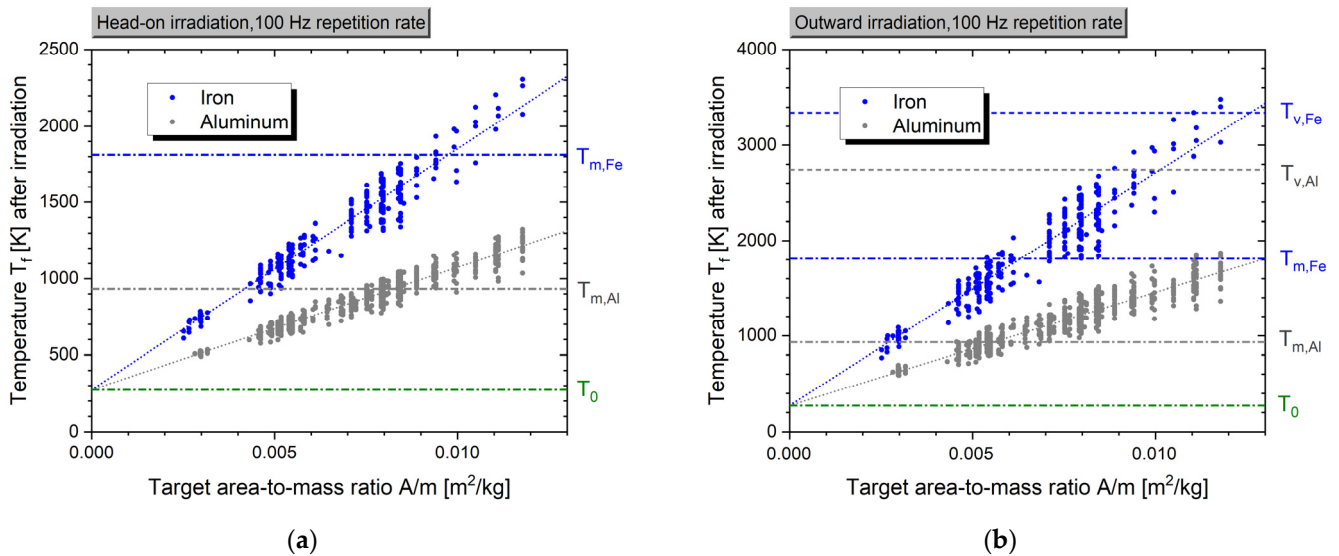 Head-on irradiation,100 Hz repetition rate
Temperature T_f [K] after irradiation
2500
2000
1500
1000
500
0
Iron
Aluminum
T_m,Fe
T_m,Al
T_0
0.000
0.005
0.010
Target area-to-mass ratio A/m [m²/kg]
(a)
Outward irradiation,100 Hz repetition rate
Temperature T_f [K] after irradiation
4000
3000
2000
1000
0
Iron
Aluminum
T_v,Fe
T_v,Al
T_m,Fe
T_m,Al
T_0
0.000
0.005
0.010
Target area-to-mass ratio A/m [m²/kg]
(b)